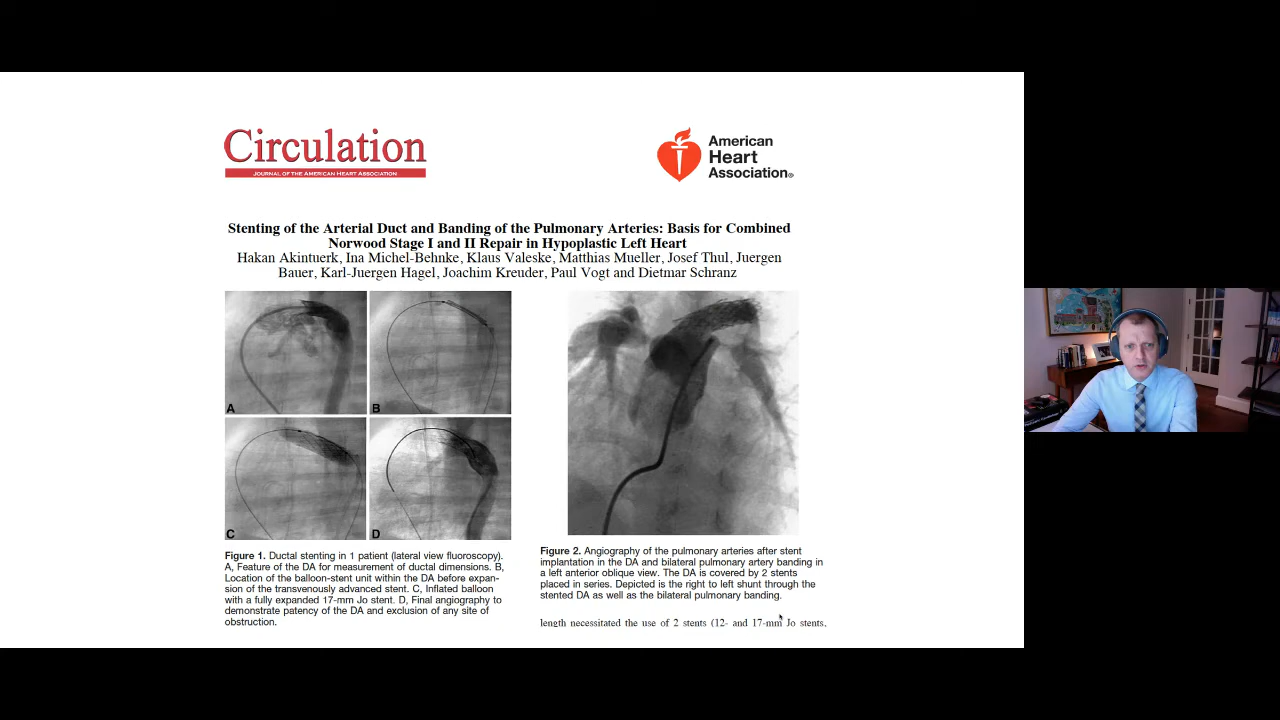 Circulation
JOURNAL OF THE AMERICAN HEART ASSOCIATION
American
Heart
Association®
Stenting of the Arterial Duct and Banding of the Pulmonary Arteries: Basis for Combined
Norwood Stage I and II Repair in Hypoplastic Left Heart
Hakan Akintuerk, Ina Michel-Behnke, Klaus Valeske, Matthias Mueller, Josef Thul, Juergen
Bauer, Karl-Juergen Hagel, Joachim Kreuder, Paul Vogt and Dietmar Schranz
A
B
C
D
Figure 1. Ductal stenting in 1 patient (lateral view fluoroscopy).
A, Feature of the DA for measurement of ductal dimensions. B,
Location of the balloon-stent unit within the DA before expan-
sion of the transvenously advanced stent. C, Inflated balloon
with a fully expanded 17-mm Jo stent. D, Final angiography to
demonstrate patency of the DA and exclusion of any site of
obstruction.
Figure 2. Angiography of the pulmonary arteries after stent
implantation in the DA and bilateral pulmonary artery banding in
a left anterior oblique view. The DA is covered by 2 stents
placed in series. Depicted is the right to left shunt through the
stented DA as well as the bilateral pulmonary banding.
length necessitated the use of 2 stents (12- and 17-mm Jo stents,